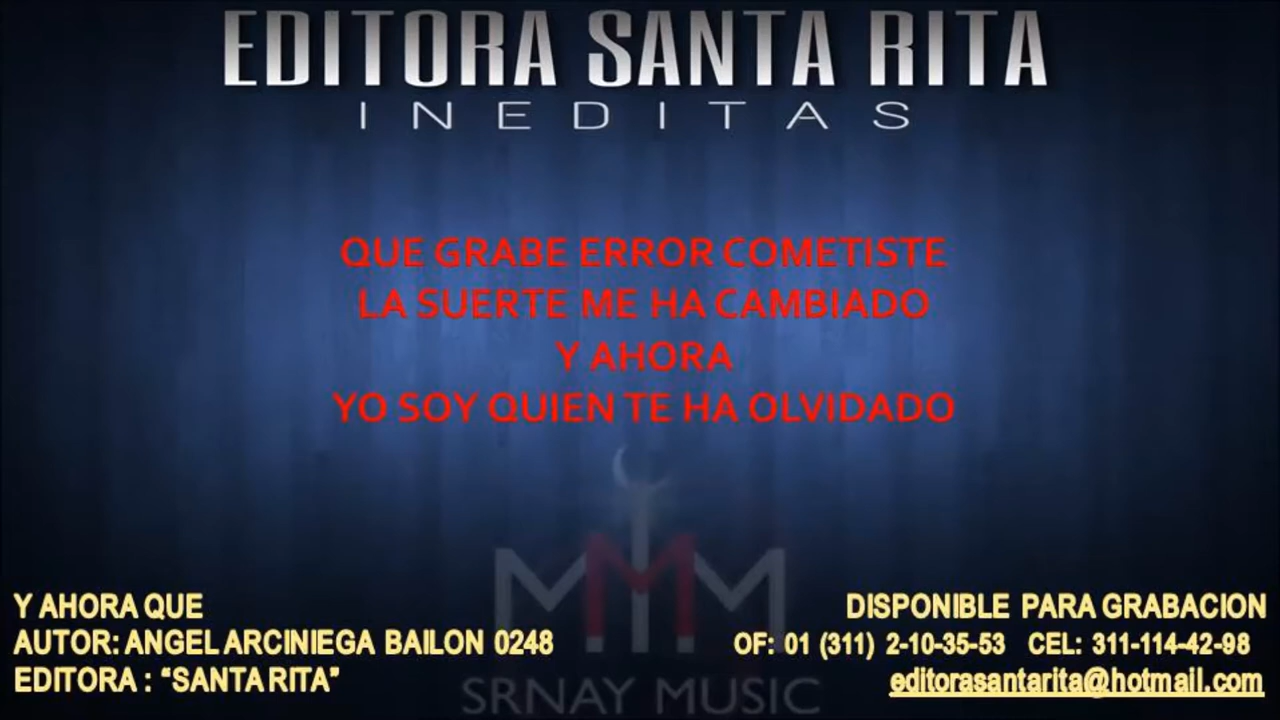 EDITORA SANTA RITA
INEDITAS
QUE GRABE ERROR COMETISTE
LA SUERTE ME HA CAMBIADO
Y AHORA
YO SOY QUIEN TE HA OLVIDADO
MMM
SRNAY MUSIC
Y AHORA QUE
AUTOR: ANGEL ARCINIEGA BAILON 0248
EDITORA : “SANTA RITA”
DISPONIBLE PARA GRABACION
OF: 01 (311) 2-10-35-53 CEL: 311-114-42-98
editorasantarita@hotmail.com